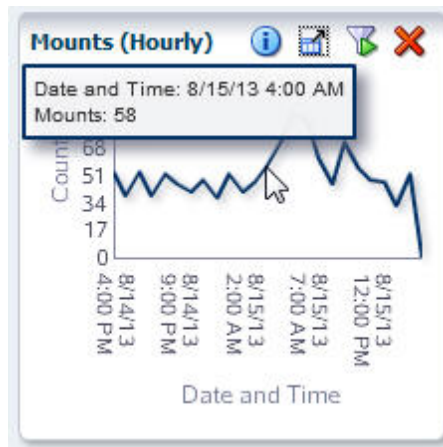 Mounts (Hourly)
Date and Time: 8/15/13 4:00 AM
Mounts: 58
Count
68
51
34
17
0
8/14/13
4:00 PM
8/14/13
9:00 PM
8/15/13
2:00 AM
8/15/13
7:00 AM
8/15/13
12:00 PM
Date and Time